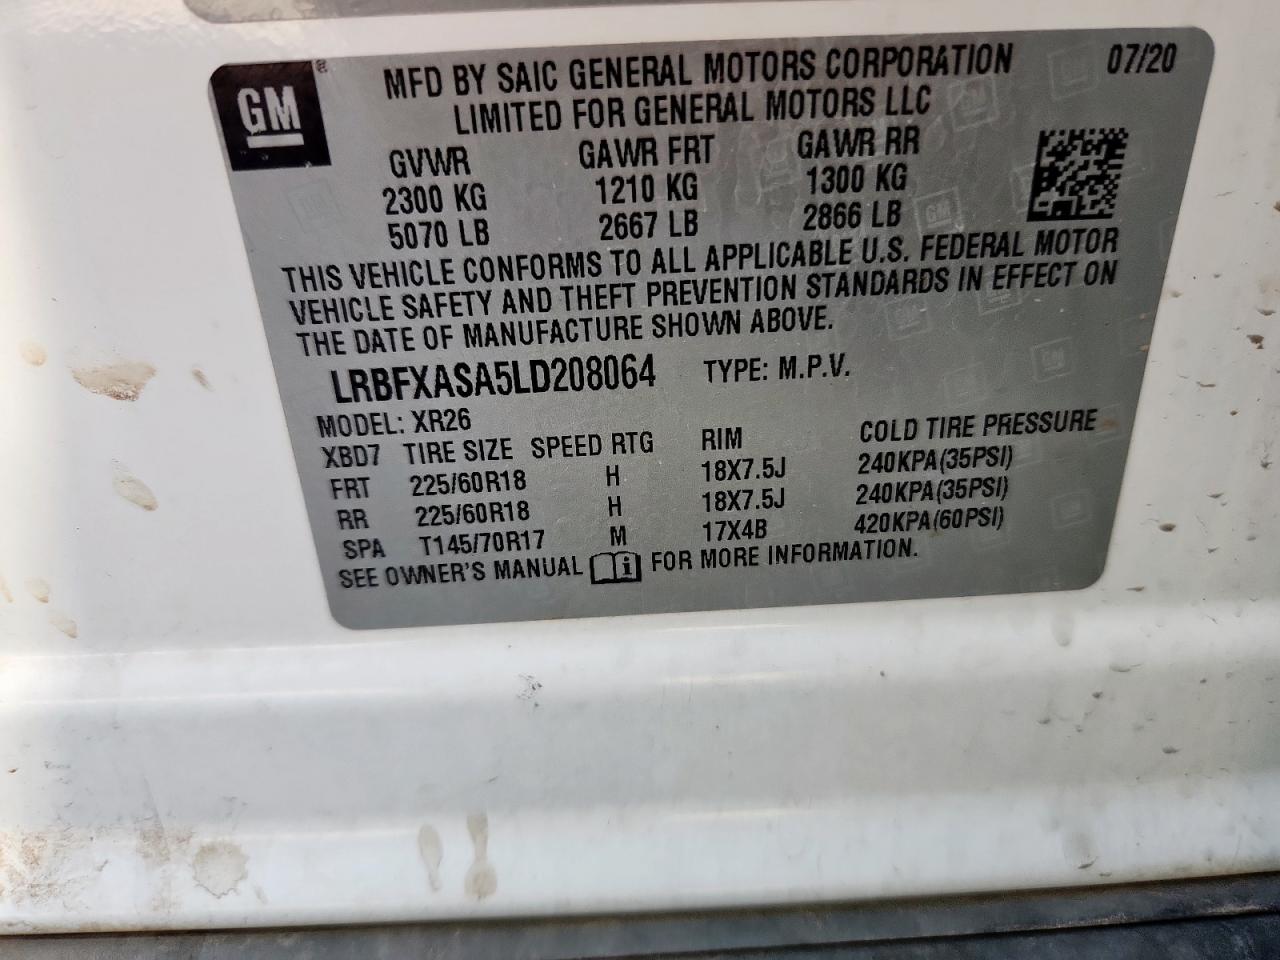 GM®
MFD BY SAIC GENERAL MOTORS CORPORATION 07/20
LIMITED FOR GENERAL MOTORS LLC
GVWR GAWR FRT GAWR RR
2300 KG 1210 KG 1300 KG
5070 LB 2667 LB 2866 LB
THIS VEHICLE CONFORMS TO ALL APPLICABLE U.S. FEDERAL MOTOR
VEHICLE SAFETY AND THEFT PREVENTION STANDARDS IN EFFECT ON
THE DATE OF MANUFACTURE SHOWN ABOVE.
LRBFXASA5LD208064 TYPE: M.P.V.
MODEL: XR26
XBD7 TIRE SIZE SPEED RTG RIM COLD TIRE PRESSURE
FRT 225/60R18 H 18X7.5J 240KPA(35PSI)
RR 225/60R18 H 18X7.5J 240KPA(35PSI)
SPA T145/70R17 M 17X4B 420KPA(60PSI)
SEE OWNER'S MANUAL i FOR MORE INFORMATION.